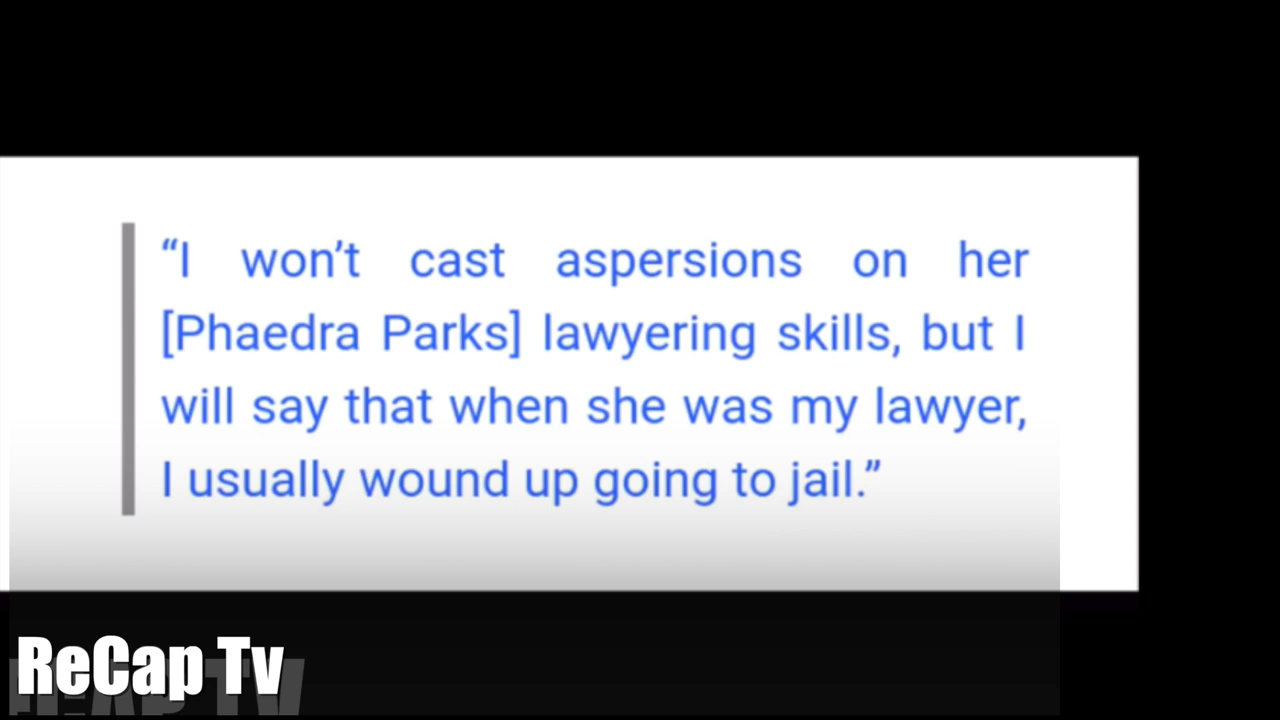 “I won’t cast aspersions on her
[Phaedra Parks] lawyering skills, but I
will say that when she was my lawyer,
I usually wound up going to jail.”
ReCap Tv